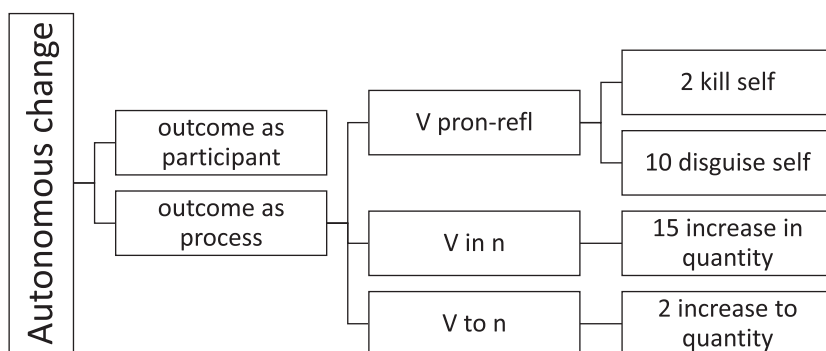 Autonomous change
outcome as
participant
outcome as
process
V pron-refl
V in n
V to n
2 kill self
10 disguise self
15 increase in
quantity
2 increase to
quantity